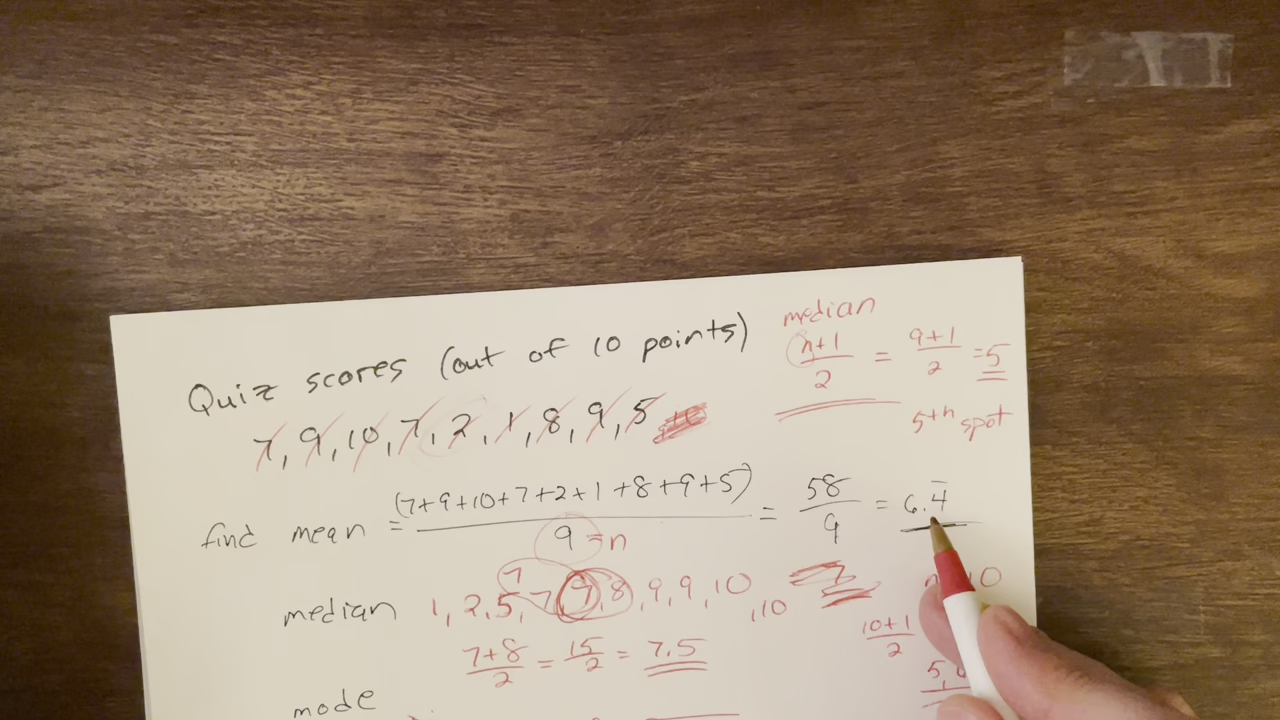 Quiz scores (out of 10 points)
7, 9, 10, 7, 2, 1, 8, 9, 5
median
n+1/2 = 9+1/2 = 5
5th spot
find mean = (7+9+10+7+2+1+8+9+5)/9 = 58/9 = 6.4̄
9 = n
7
median 1, 2, 5, 7, 7, 8, 9, 9, 10, 10
7+8/2 = 15/2 = 7.5
10+1/2
mode